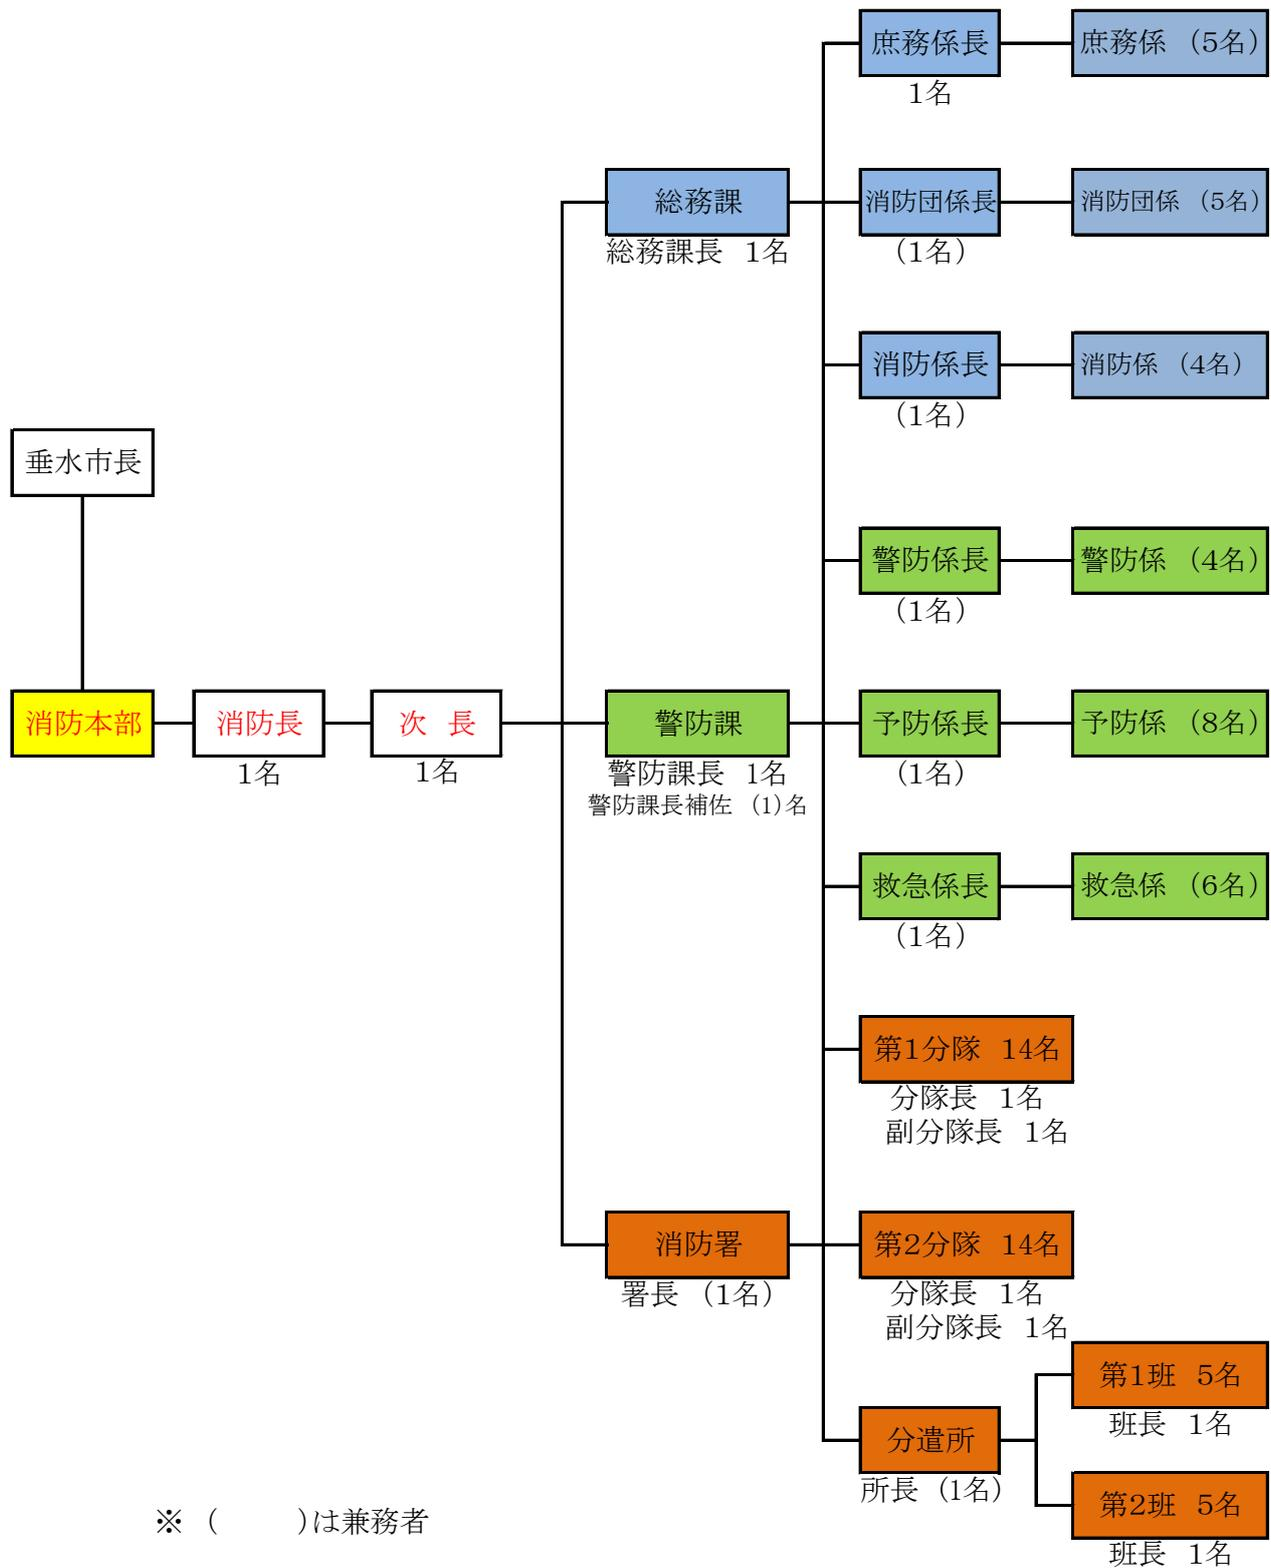 庶務係長
1名
庶務係 （5名）
総務課
総務課長 1名
消防団係長
（1名）
消防団係 （5名）
消防係長
（1名）
消防係 （4名）
垂水市長
警防係長
（1名）
警防係 （4名）
消防本部
消防長
1名
次 長
1名
警防課
警防課長 1名
警防課長補佐 （1）名
予防係長
（1名）
予防係 （8名）
救急係長
（1名）
救急係 （6名）
第1分隊 14名
分隊長 1名
副分隊長 1名
消防署
署長 （1名）
第2分隊 14名
分隊長 1名
副分隊長 1名
分遣所
所長 （1名）
第1班 5名
班長 1名
第2班 5名
班長 1名
※ （ ）は兼務者